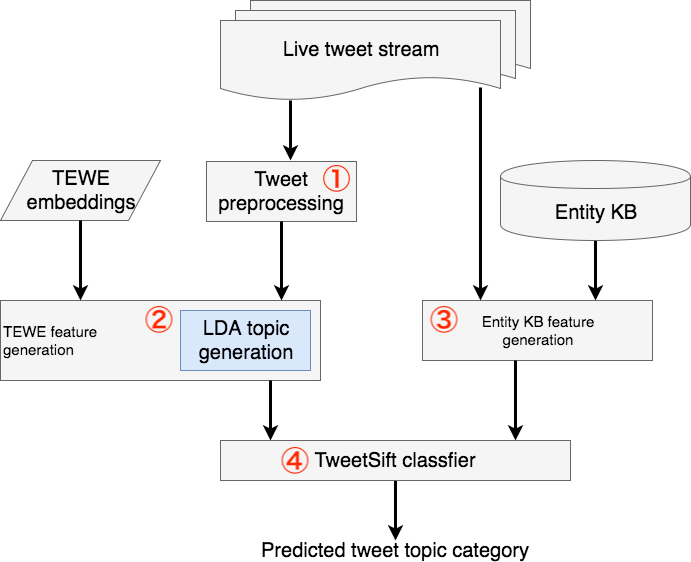 Live tweet stream
TEWE
embeddings
Tweet
preprocessing
①
Entity KB
TEWE feature
generation
②
LDA topic
generation
③
Entity KB feature
generation
④ TweetSift classfier
Predicted tweet topic category